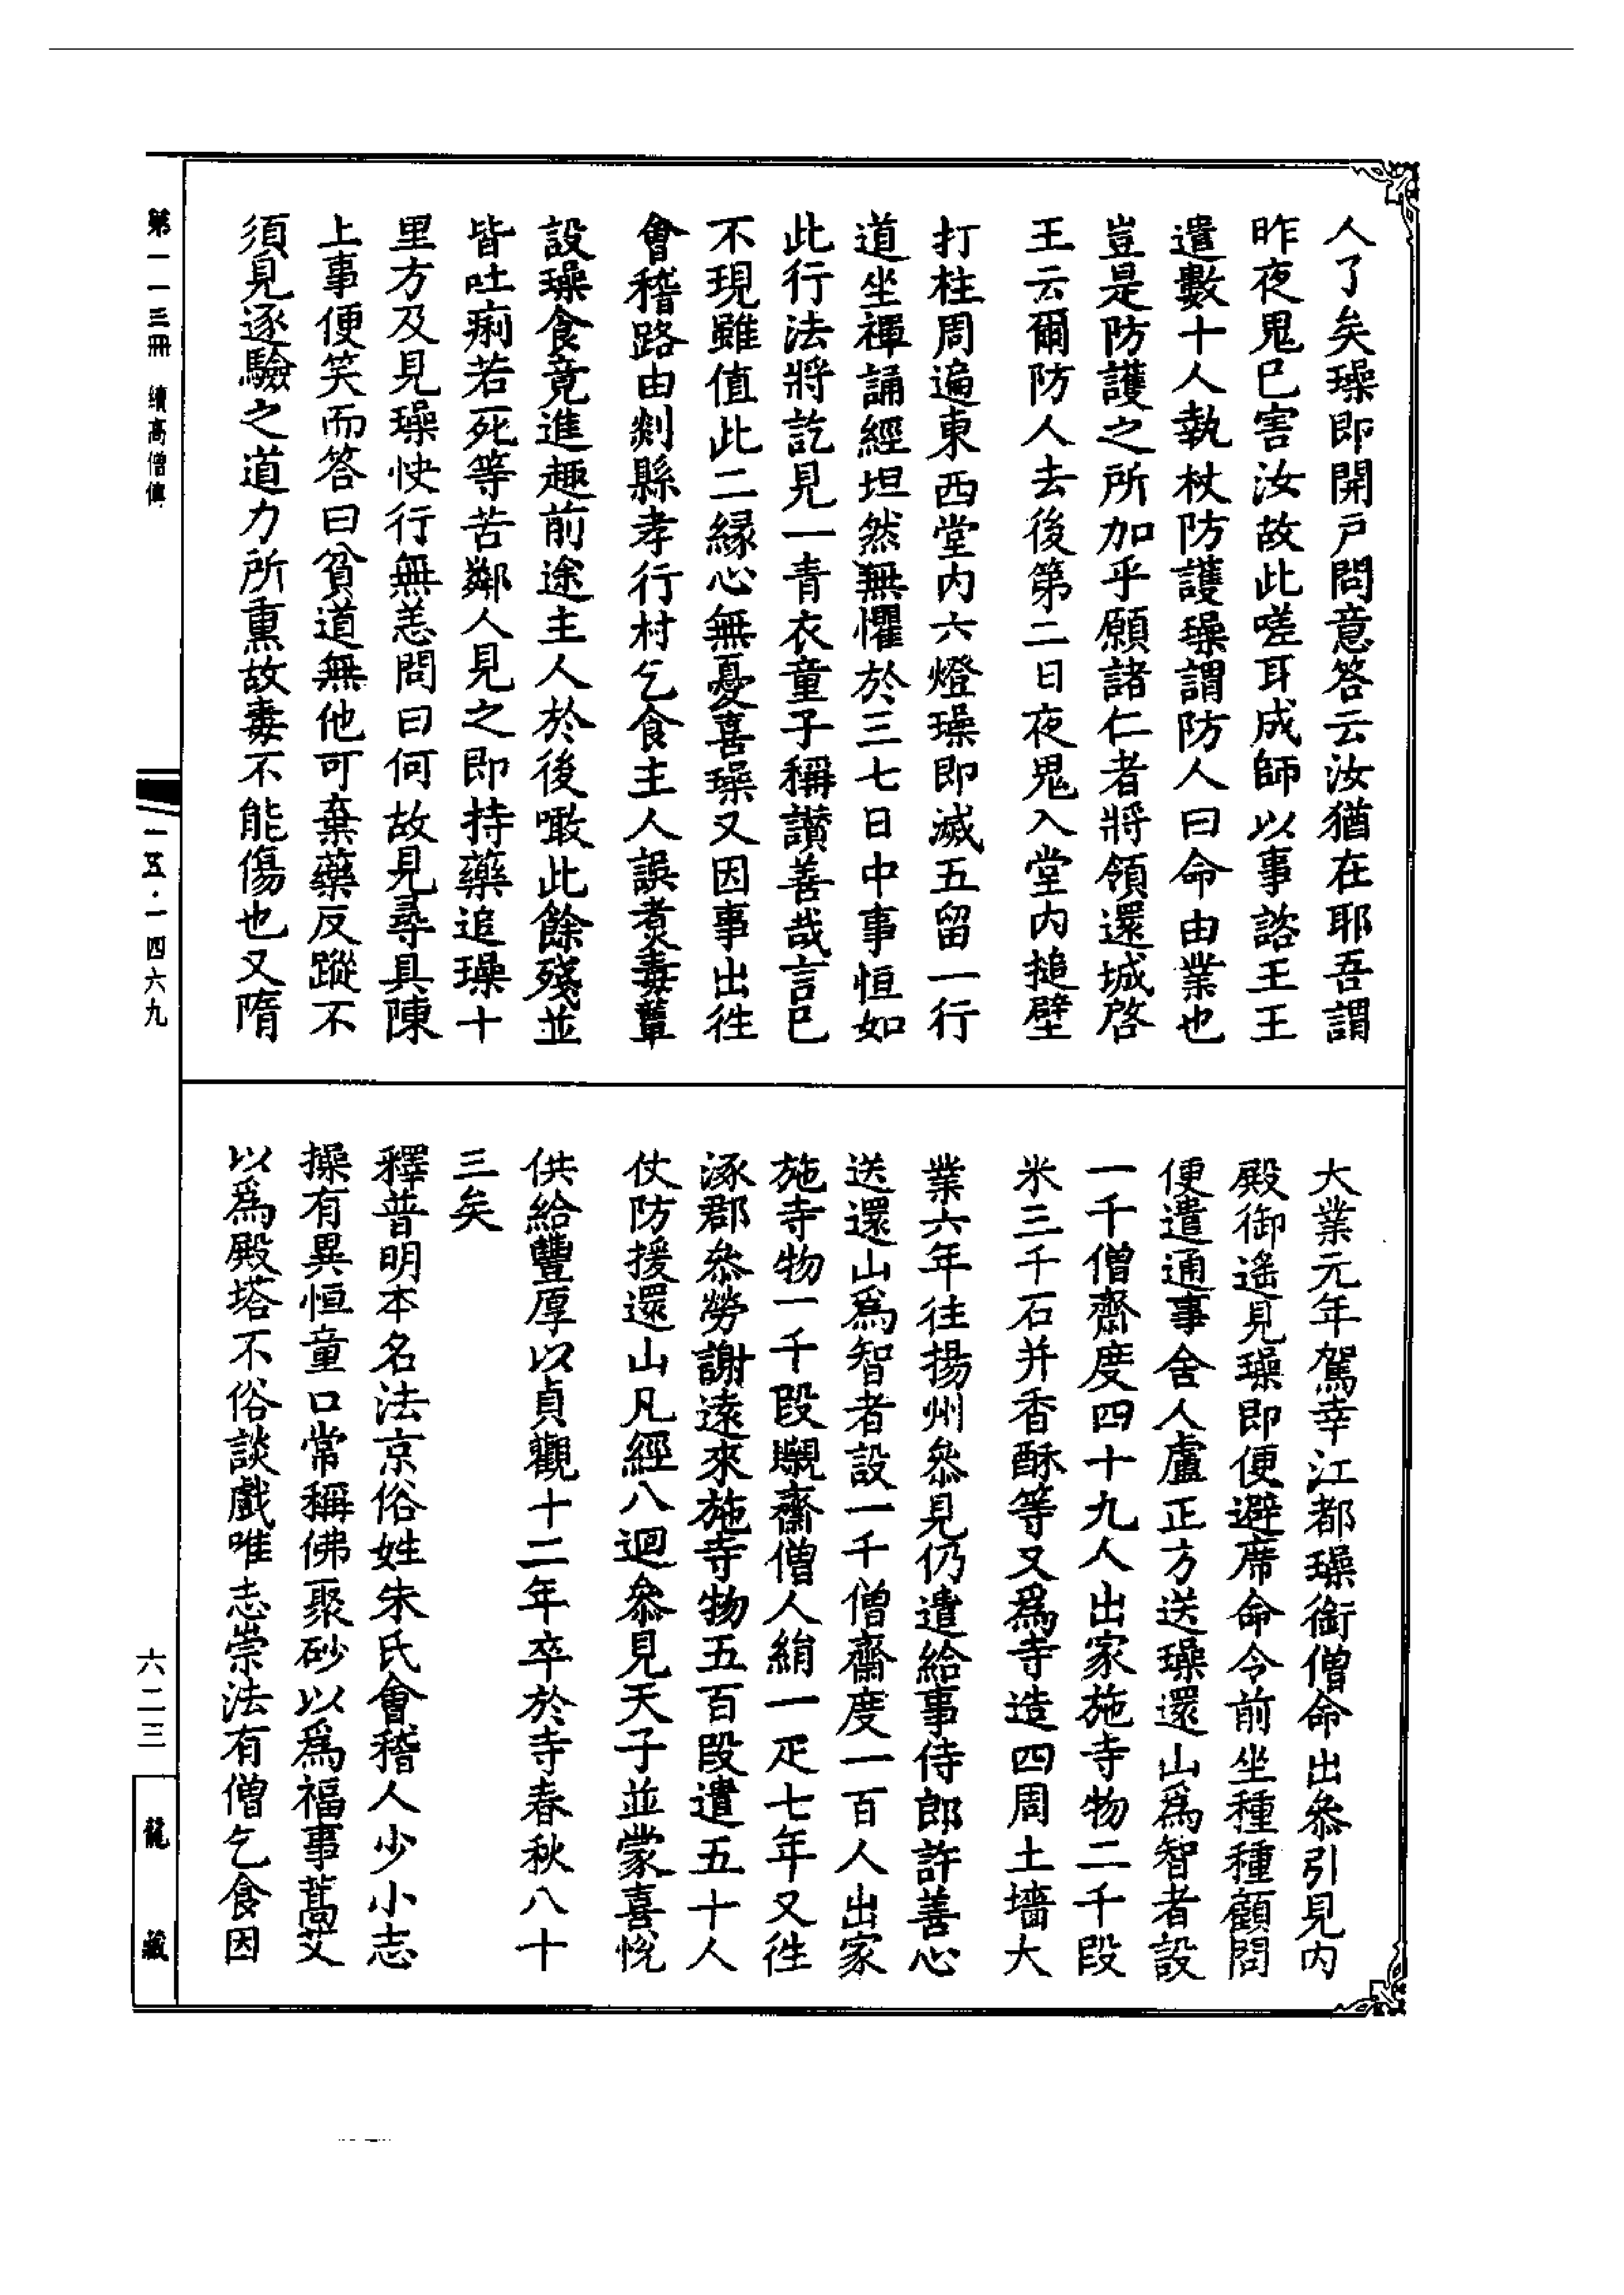 人了矣璪即開戸問意答云汝猶在耶吾謂
昨夜鬼巳害汝故此嗟耳成師以事諮王王
遣數十人執杖防護璪謂防人曰命由業也
豈是防護之所加乎願諸仁者將領還城啓
王云爾防人去後第二日夜鬼入堂内搥壁
打柱周遍東西堂内六燈璪即滅五留一行
道坐禪誦經坦然無懼於三七日中事恒如
此行法將訖見一青衣童子稱讃善哉言巳
不現雖值此二縁心無憂喜璪又因事出徃
會稽路由剡縣孝行村乞食主人誤煑毒蕈
設璪食竟進趣前途主人於後噉此餘殘並
皆吐痢若死等苦鄰人見之即持藥追璪十
里方及見璪快行無恙問曰何故見尋具陳
上事便笑而答曰貧道無他可棄藥反蹤不
須見逐驗之道力所熏故毒不能傷也又隋
大業元年駕幸江都璪銜僧命出叅引見内
殿御遥見璪即便避席命令前坐種種顧問
便遣通事舍人盧正方送璪還山爲智者設
一千僧齋度四十九人出家施寺物二千段
米三千石并香酥等又爲寺造四周土墻大
業六年往揚州叅見仍遣給事侍郎許善心
送還山爲智者設一千僧齋度一百人出家
施寺物一千段嚫齋僧人絹一疋七年又徃
涿郡叅勞謝遠來施寺物五百段遣五十人
仗防援還山凡經八迴叅見天子並蒙喜悅
供給豐厚以貞觀十二年卒於寺春秋八十
三矣
釋普明本名法京俗姓朱氏會稽人少小志
操有異恒童口常稱佛聚砂以爲福事蒿艾
以爲殿塔不俗談戲唯志崇法有僧乞食因
第一一三冊 續高僧傳
一五·一四六九
六二三
龍藏